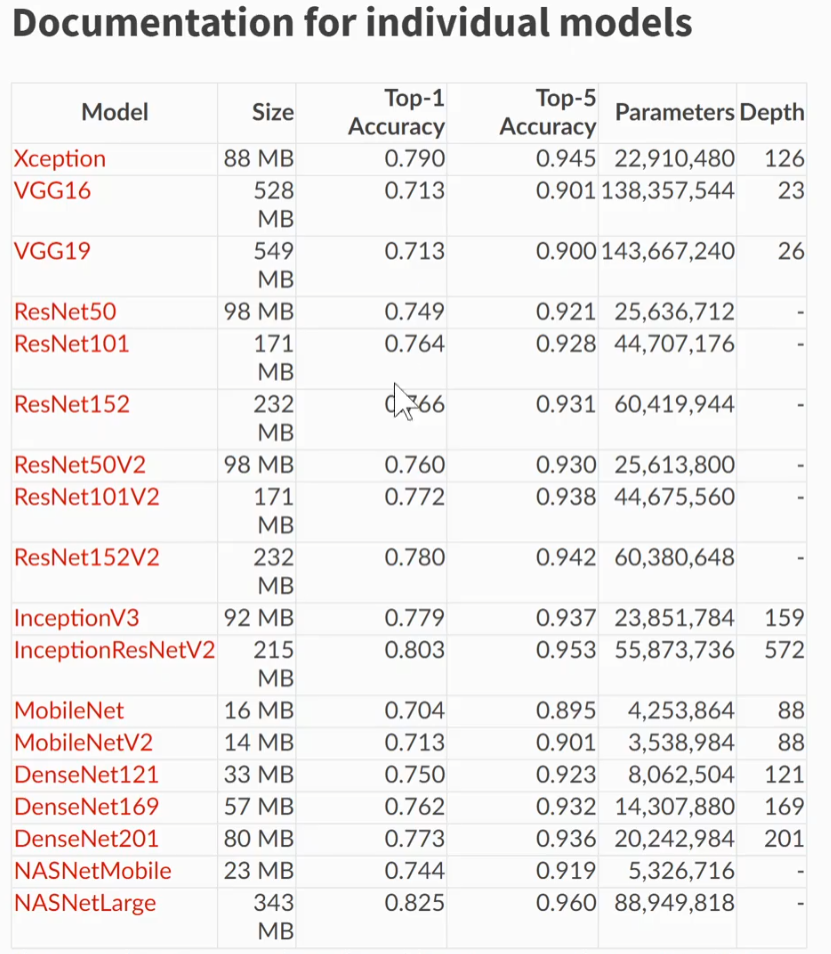 Documentation for individual models
Model Size Top-1 Accuracy Top-5 Accuracy Parameters Depth
Xception 88 MB 0.790 0.945 22,910,480 126
VGG16 528 MB 0.713 0.901 138,357,544 23
VGG19 549 MB 0.713 0.900 143,667,240 26
ResNet50 98 MB 0.749 0.921 25,636,712 -
ResNet101 171 MB 0.764 0.928 44,707,176 -
ResNet152 232 MB 0.766 0.931 60,419,944 -
ResNet50V2 98 MB 0.760 0.930 25,613,800 -
ResNet101V2 171 MB 0.772 0.938 44,675,560 -
ResNet152V2 232 MB 0.780 0.942 60,380,648 -
InceptionV3 92 MB 0.779 0.937 23,851,784 159
InceptionResNetV2 215 MB 0.803 0.953 55,873,736 572
MobileNet 16 MB 0.704 0.895 4,253,864 88
MobileNetV2 14 MB 0.713 0.901 3,538,984 88
DenseNet121 33 MB 0.750 0.923 8,062,504 121
DenseNet169 57 MB 0.762 0.932 14,307,880 169
DenseNet201 80 MB 0.773 0.936 20,242,984 201
NASNetMobile 23 MB 0.744 0.919 5,326,716 -
NASNetLarge 343 MB 0.825 0.960 88,949,818 -